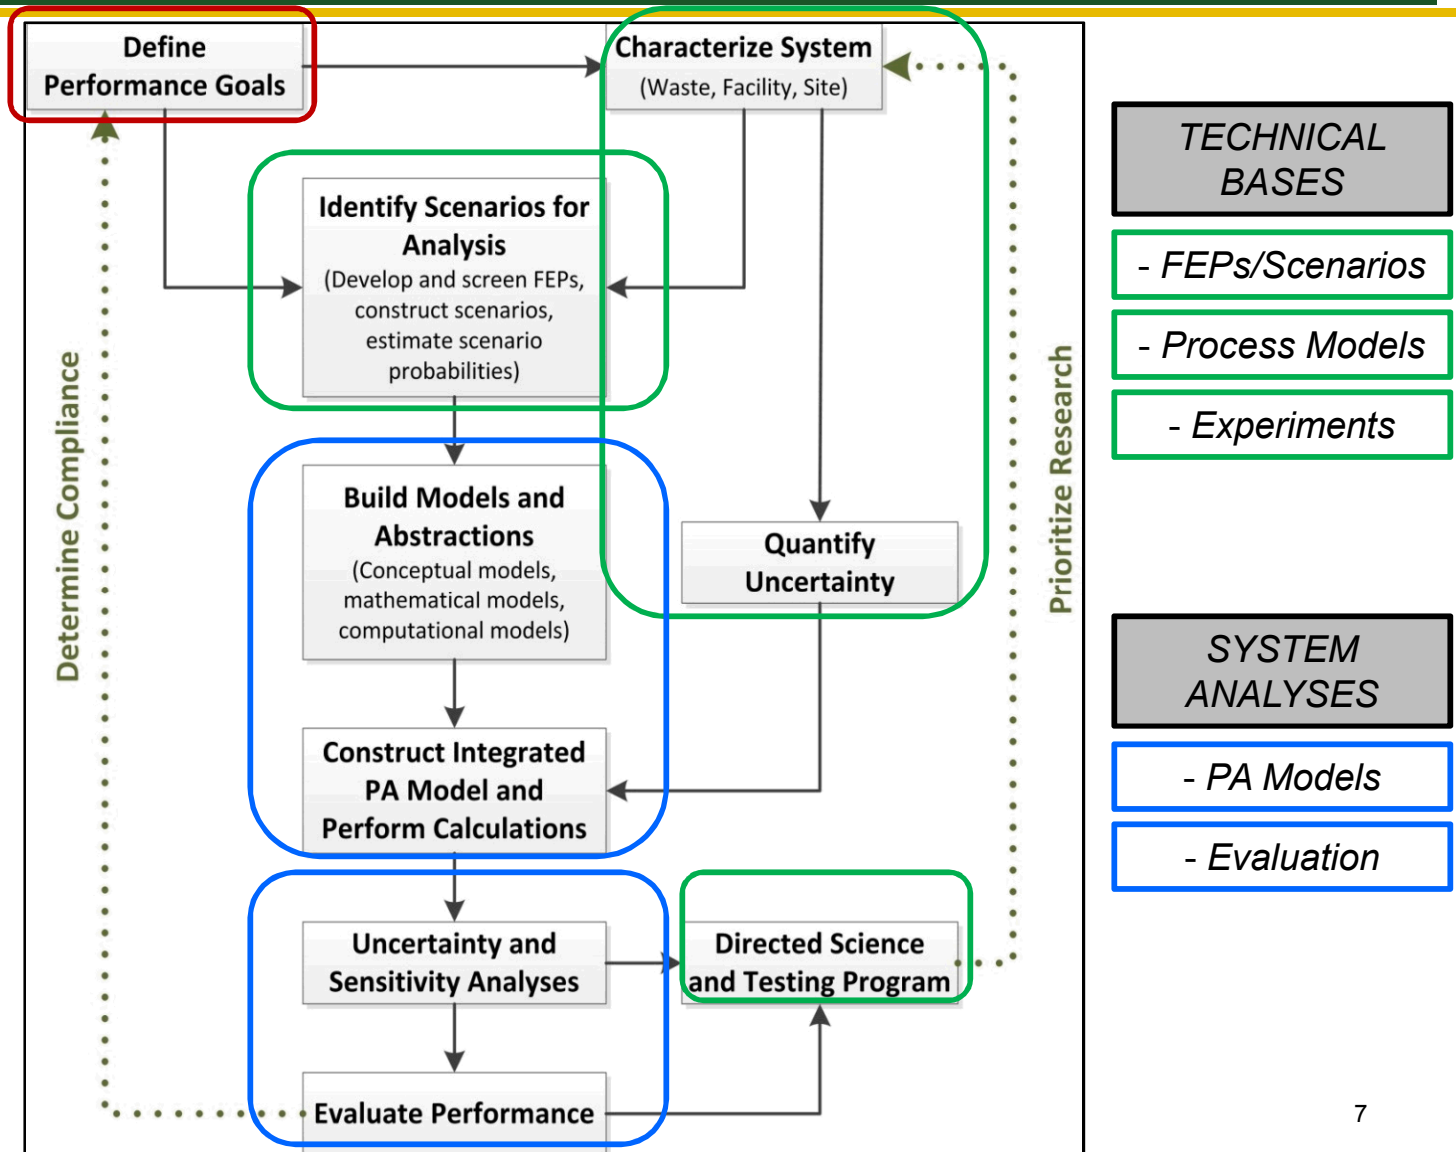 Define
Performance Goals
Characterize System
(Waste, Facility, Site)
Identify Scenarios for
Analysis
(Develop and screen FEPs,
construct scenarios,
estimate scenario
probabilities)
Build Models and
Abstractions
(Conceptual models,
mathematical models,
computational models)
Quantify
Uncertainty
Construct Integrated
PA Model and
Perform Calculations
Uncertainty and
Sensitivity Analyses
Directed Science
and Testing Program
Evaluate Performance
Determine Compliance
Prioritize Research
TECHNICAL
BASES
- FEPs/Scenarios
- Process Models
- Experiments
SYSTEM
ANALYSES
- PA Models
- Evaluation
7